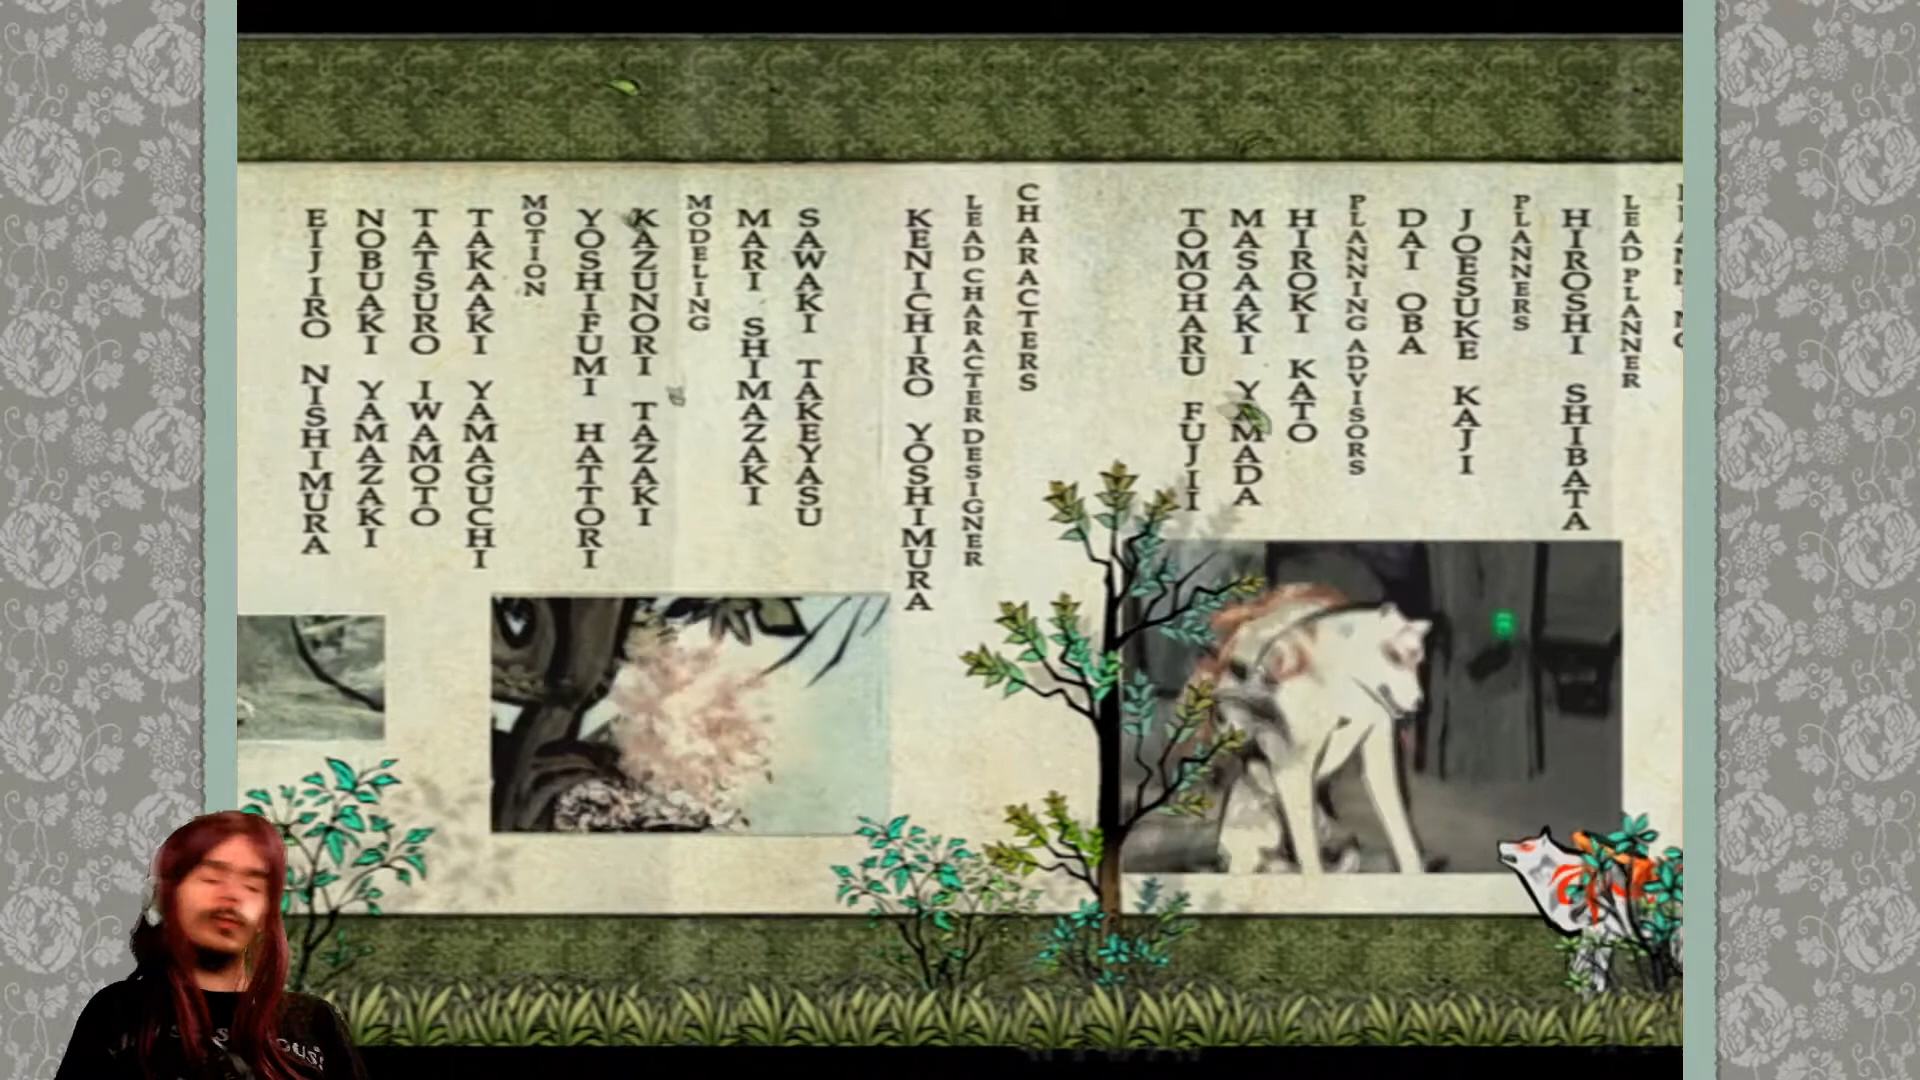 LEAD PLANNER
HIROSHI SHIBATA
PLANNERS
JOESUKE KAJI
DAI OBA
PLANNING ADVISORS
HIROKI KATO
MASAAKI YAMADA
TOMOHARU FUJII
CHARACTERS
LEAD CHARACTER DESIGNER
KENICHIRO YOSHIMURA
SAWAKI TAKEYASU
MARI SHIMAZAKI
MODELING
KAZUNORI TAZAKI
YOSHIFUMI HATTORI
MOTION
TAKAAKI YAMAGUCHI
TATSURO IWAMOTO
NOBUAKI YAMAZAKI
EIJIRO NISHIMURA